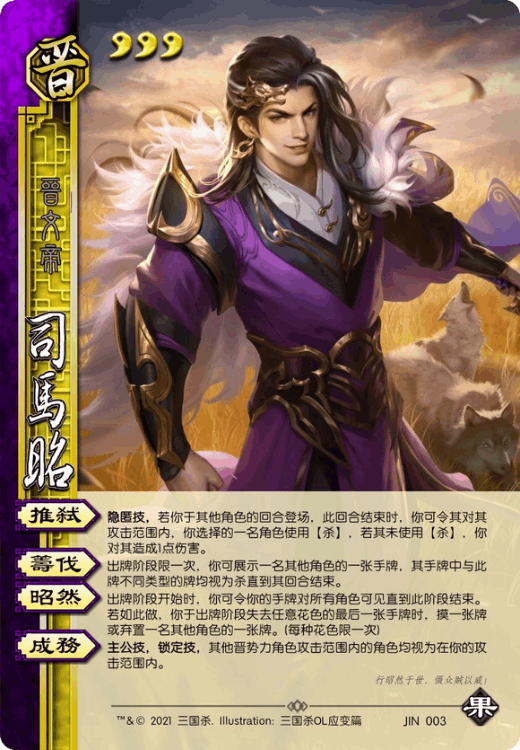 晋
晋文帝
司馬昭
推弑
隐匿技，若你于其他角色的回合登场，此回合结束时，你可令其对其
攻击范围内，你选择的一名角色使用【杀】，若其未使用【杀】，你
对其造成1点伤害。
筹伐
出牌阶段限一次，你可展示一名其他角色的一张手牌，其手牌中与此
牌不同类型的牌均视为杀直到其回合结束。
昭然
出牌阶段开始时，你可令你的手牌对所有角色可见直到此阶段结束。
若如此做，你于出牌阶段失去任意花色的最后一张手牌时，摸一张牌
或弃置一名其他角色的一张牌。(每种花色限一次)
成務
主公技，锁定技，其他晋势力角色攻击范围内的角色均视为在你的攻
击范围内。
行昭然于世，儆众贼以威！
™&© 2021 三国杀. Illustration: 三国杀OL应变篇
JIN 003
果